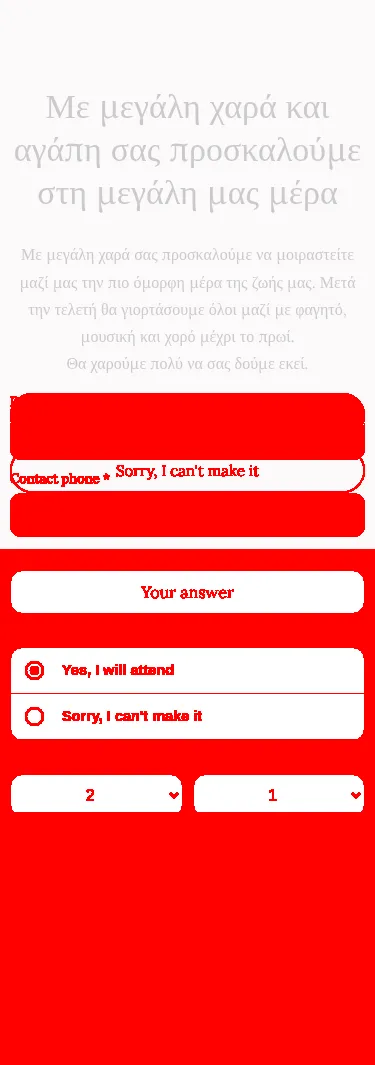 Με μεγάλη χαρά και
αγάπη σας προσκαλούμε
στη μεγάλη μας μέρα
Με μεγάλη χαρά σας προσκαλούμε να μοιραστείτε
μαζί μας την πιο όμορφη μέρα της ζωής μας. Μετά
την τελετή θα γιορτάσουμε όλοι μαζί με φαγητό,
μουσική και χορό μέχρι το πρωί.
Θα χαρούμε πολύ να σας δούμε εκεί.
Sorry, I can't make it
Contact phone *
Your answer
Yes, I will attend
Sorry, I can't make it
2 1